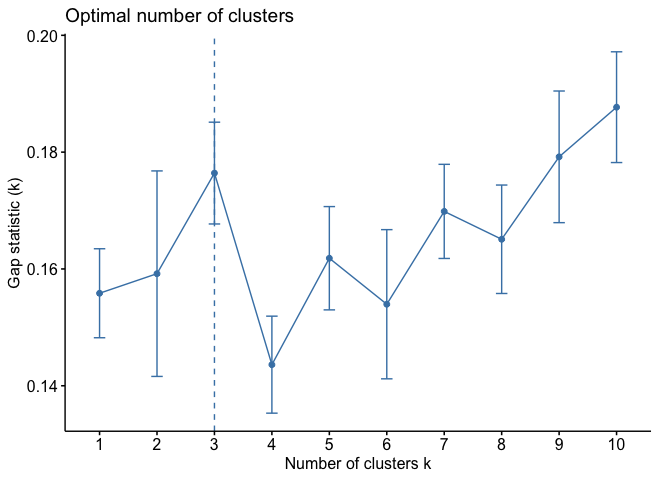 Optimal number of clusters
Gap statistic (k)
0.20
0.18
0.16
0.14
1 2 3 4 5 6 7 8 9 10
Number of clusters k